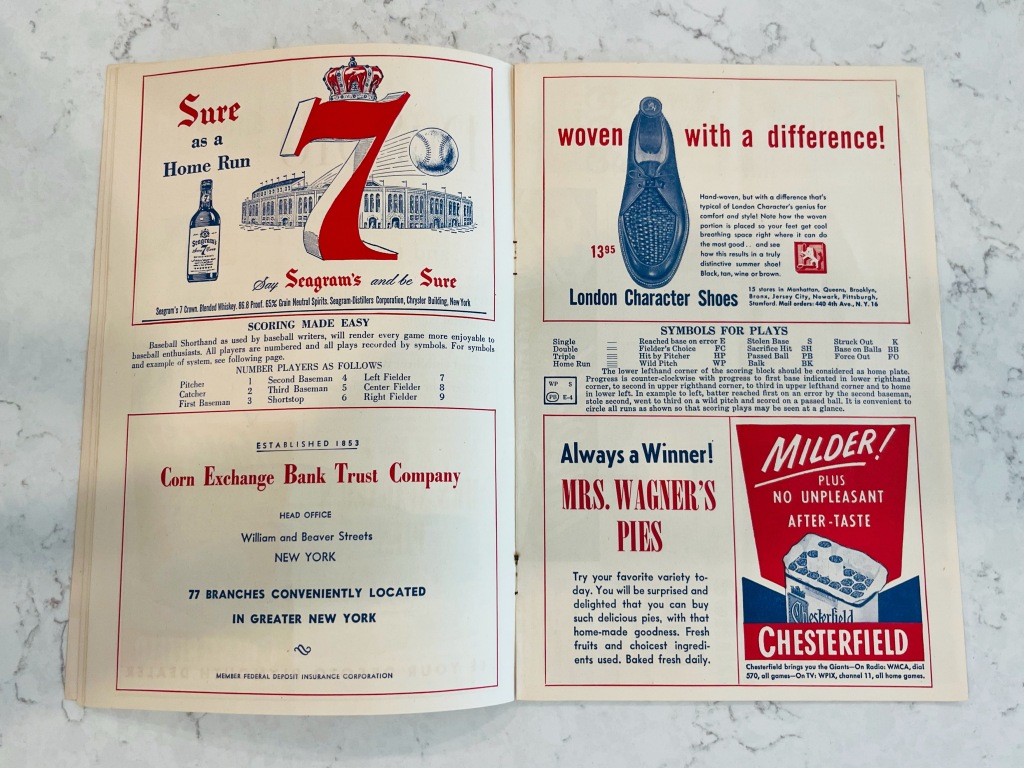 Sure
as a
Home Run
7
Seagram's
7
Say Seagram's and be Sure
Seagram's 7 Crown. Blended Whiskey. 86.8 Proof. 65% Grain Neutral Spirits. Seagram-Distillers Corporation, Chrysler Building, New York
SCORING MADE EASY
Baseball Shorthand as used by baseball writers, will render every game more enjoyable to
baseball enthusiasts. All players are numbered and all plays recorded by symbols. For symbols
and example of system, see following page.
NUMBER PLAYERS AS FOLLOWS
Pitcher 1 Second Baseman 4 Left Fielder 7
Catcher 2 Third Baseman 5 Center Fielder 8
First Baseman 3 Shortstop 6 Right Fielder 9
ESTABLISHED 1853
Corn Exchange Bank Trust Company
HEAD OFFICE
William and Beaver Streets
NEW YORK
77 BRANCHES CONVENIENTLY LOCATED
IN GREATER NEW YORK
MEMBER FEDERAL DEPOSIT INSURANCE CORPORATION
woven with a difference!
Hand-woven, but with a difference that's
typical of London Character's genius for
comfort and style! Note how the woven
portion is placed so your feet get cool
breathing space right where it can do
the most good.. and see
how this results in a truly
distinctive summer shoe!
Black, tan, wine or brown.
13 95
London Character Shoes
15 stores in Manhattan, Queens, Brooklyn,
Bronx, Jersey City, Newark, Pittsburgh,
Stamford. Mail orders: 440 4th Ave., N. Y. 16
SYMBOLS FOR PLAYS
Single — Reached base on error E Stolen Base S Struck Out K
Double = Fielder's Choice FC Sacrifice Hit SH Base on Balls BB
Triple ≡ Hit by Pitcher HP Passed Ball PB Force Out FO
Home Run Wild Pitch WP Balk BK
The lower lefthand corner of the scoring block should be considered as home plate.
Progress is counter-clockwise with progress to first base indicated in lower righthand
corner, to second in upper righthand corner, to third in upper lefthand corner and to home
in lower left. In example to left, batter reached first on an error by the second baseman,
stole second, went to third on a wild pitch and scored on a passed ball. It is convenient to
circle all runs as shown so that scoring plays may be seen at a glance.
WP S
PB E-4
Always a Winner!
MRS. WAGNER'S
PIES
Try your favorite variety to-
day. You will be surprised and
delighted that you can buy
such delicious pies, with that
home-made goodness. Fresh
fruits and choicest ingredi-
ents used. Baked fresh daily.
MILDER!
PLUS
NO UNPLEASANT
AFTER-TASTE
Chesterfield
CHESTERFIELD
Chesterfield brings you the Giants—On Radio: WMCA, dial
570, all games—On TV: WPIX, channel 11, all home games.